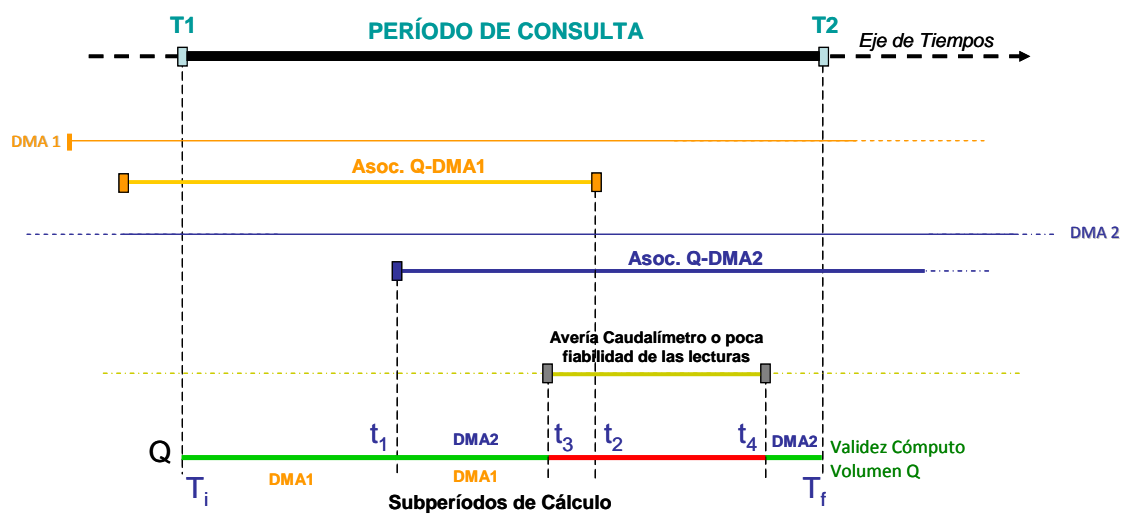 T1
PERÍODO DE CONSULTA
T2
Eje de Tiempos
DMA 1
Asoc. Q-DMA1
DMA 2
Asoc. Q-DMA2
Avería Caudalímetro o poca
fiabilidad de las lecturas
t1
DMA2
t3
t2
t4
DMA2
Q
Validez Cómputo
Volumen Q
DMA1
DMA1
Ti
Subperíodos de Cálculo
Tf